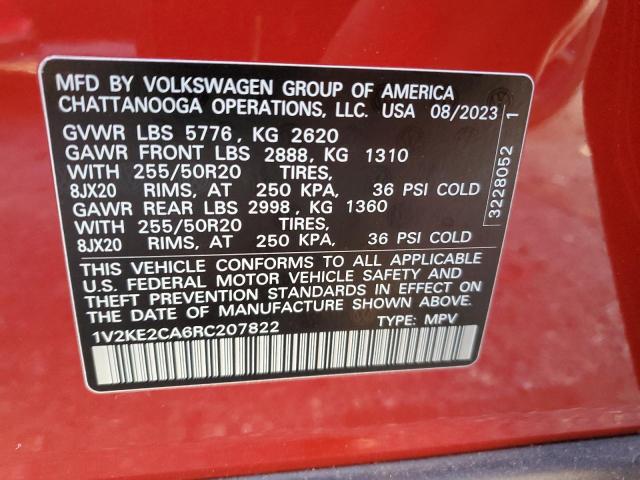 MFD BY VOLKSWAGEN GROUP OF AMERICA
CHATTANOOGA OPERATIONS, LLC. USA 08/2023
GVWR LBS 5776, KG 2620
GAWR FRONT LBS 2888, KG 1310
WITH 255/50R20 TIRES,
8JX20 RIMS, AT 250 KPA, 36 PSI COLD
GAWR REAR LBS 2998, KG 1360
WITH 255/50R20 TIRES,
8JX20 RIMS, AT 250 KPA, 36 PSI COLD
THIS VEHICLE CONFORMS TO ALL APPLICABLE
U.S. FEDERAL MOTOR VEHICLE SAFETY AND
THEFT PREVENTION STANDARDS IN EFFECT ON
THE DATE OF MANUFACTURE SHOWN ABOVE.
1V2KE2CA6RC207822 TYPE: MPV
3228052 1